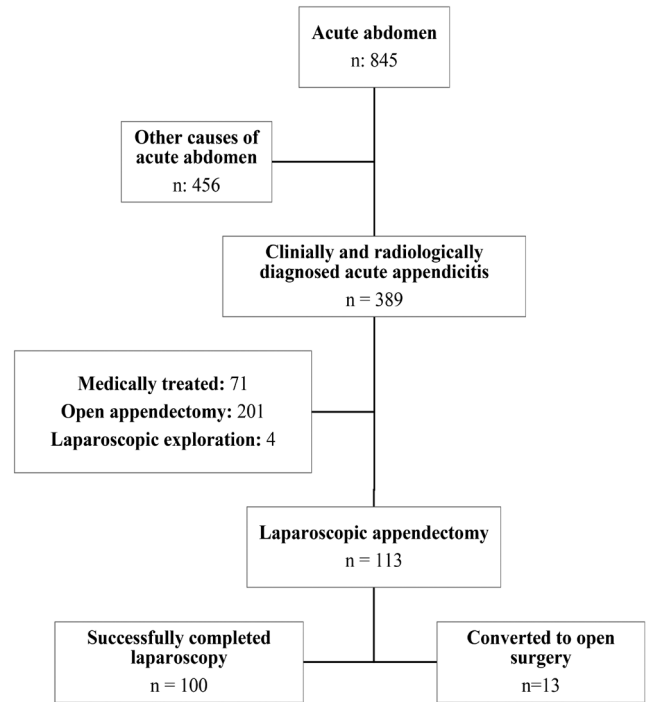 Acute abdomen
n: 845
Other causes of
acute abdomen
n: 456
Clinially and radiologically
diagnosed acute appendicitis
n = 389
Medically treated: 71
Open appendectomy: 201
Laparoscopic exploration: 4
Laparoscopic appendectomy
n = 113
Successfully completed
laparoscopy
n = 100
Converted to open
surgery
n=13